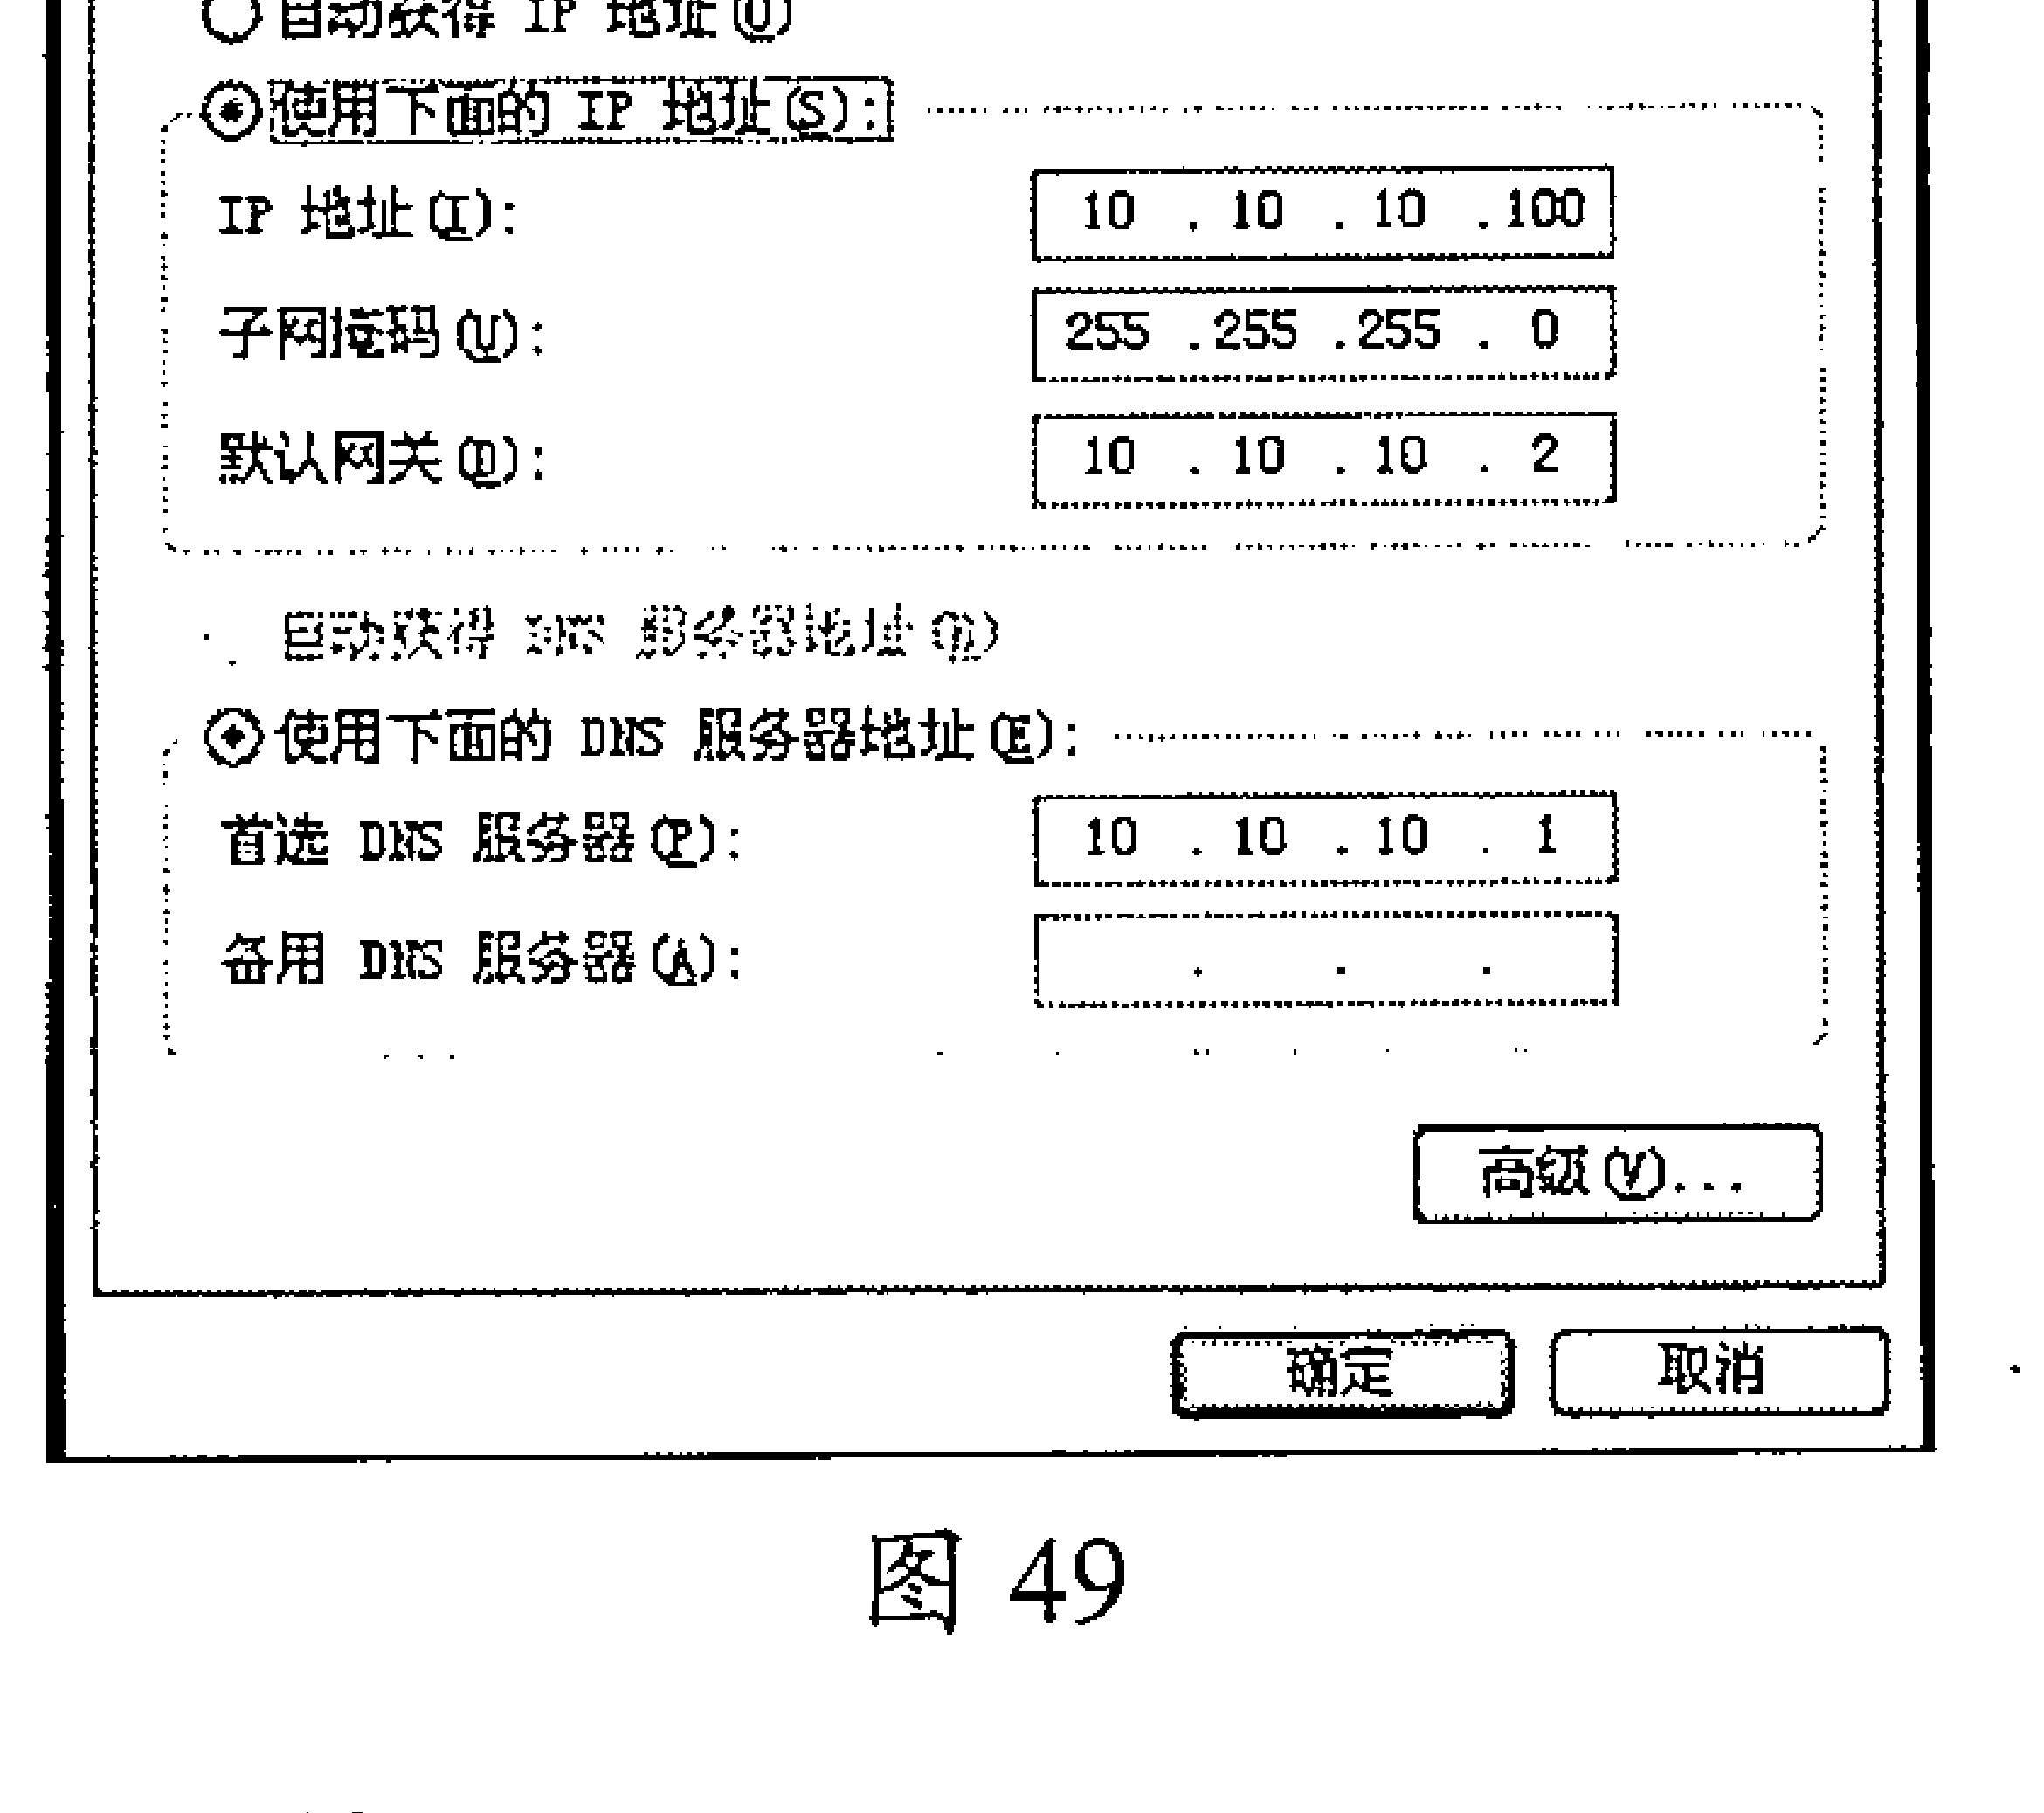 自动获得 IP 地址(O)
使用下面的 IP 地址(S):
IP 地址(I): 10 . 10 . 10 .100
子网掩码(U): 255 .255 .255 . 0
默认网关(D): 10 . 10 . 10 . 2
自动获得 DNS 服务器地址(B)
使用下面的 DNS 服务器地址(E):
首选 DNS 服务器(P): 10 . 10 . 10 . 1
备用 DNS 服务器(A): . . .
高级(V)...
确定 取消
图 49